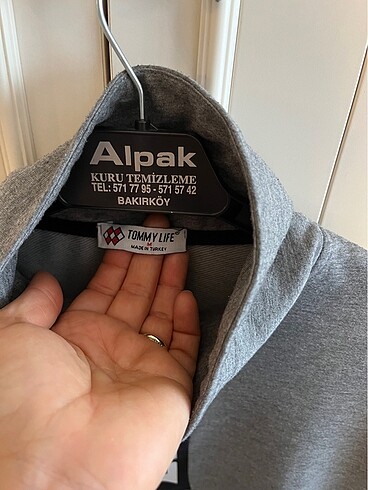 Alpak
KURU TEMİZLEME
TEL: 571 77 95 - 571 57 42
BAKIRKÖY
TOMMY LIFE
M
MADE IN TURKEY